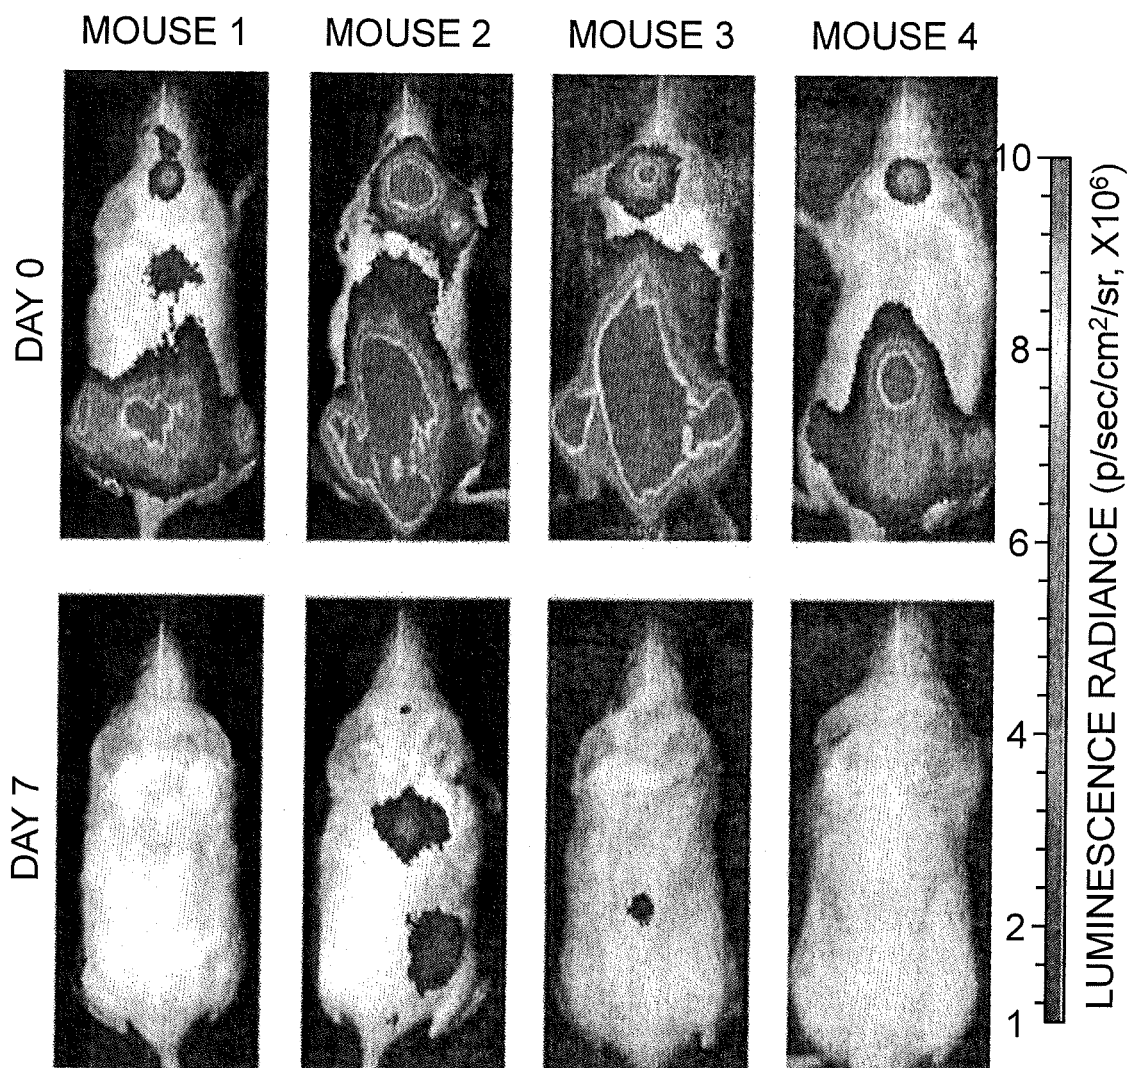 MOUSE 1 MOUSE 2 MOUSE 3 MOUSE 4
DAY 0
DAY 7
10
8
6
4
2
1
LUMINESCENCE RADIANCE (p/sec/cm²/sr, X10⁶)